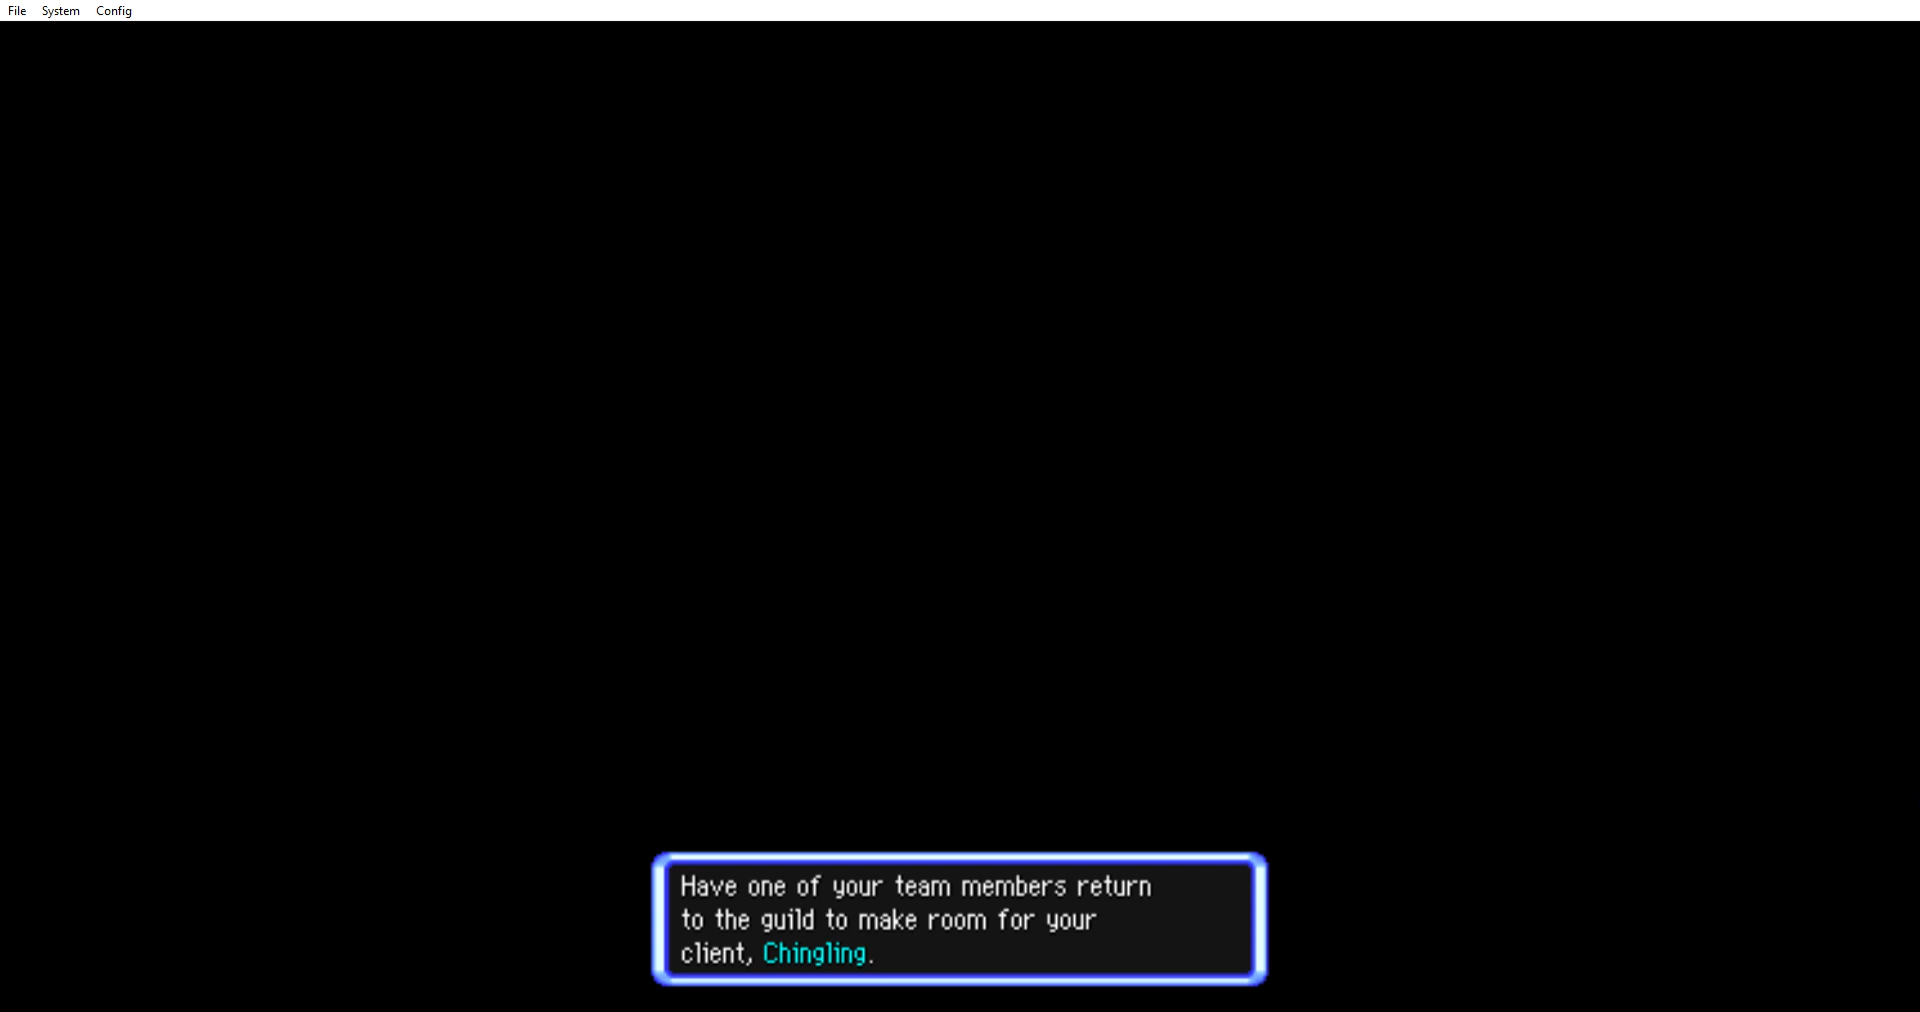 File System Config
Have one of your team members return
to the guild to make room for your
client, Chingling.